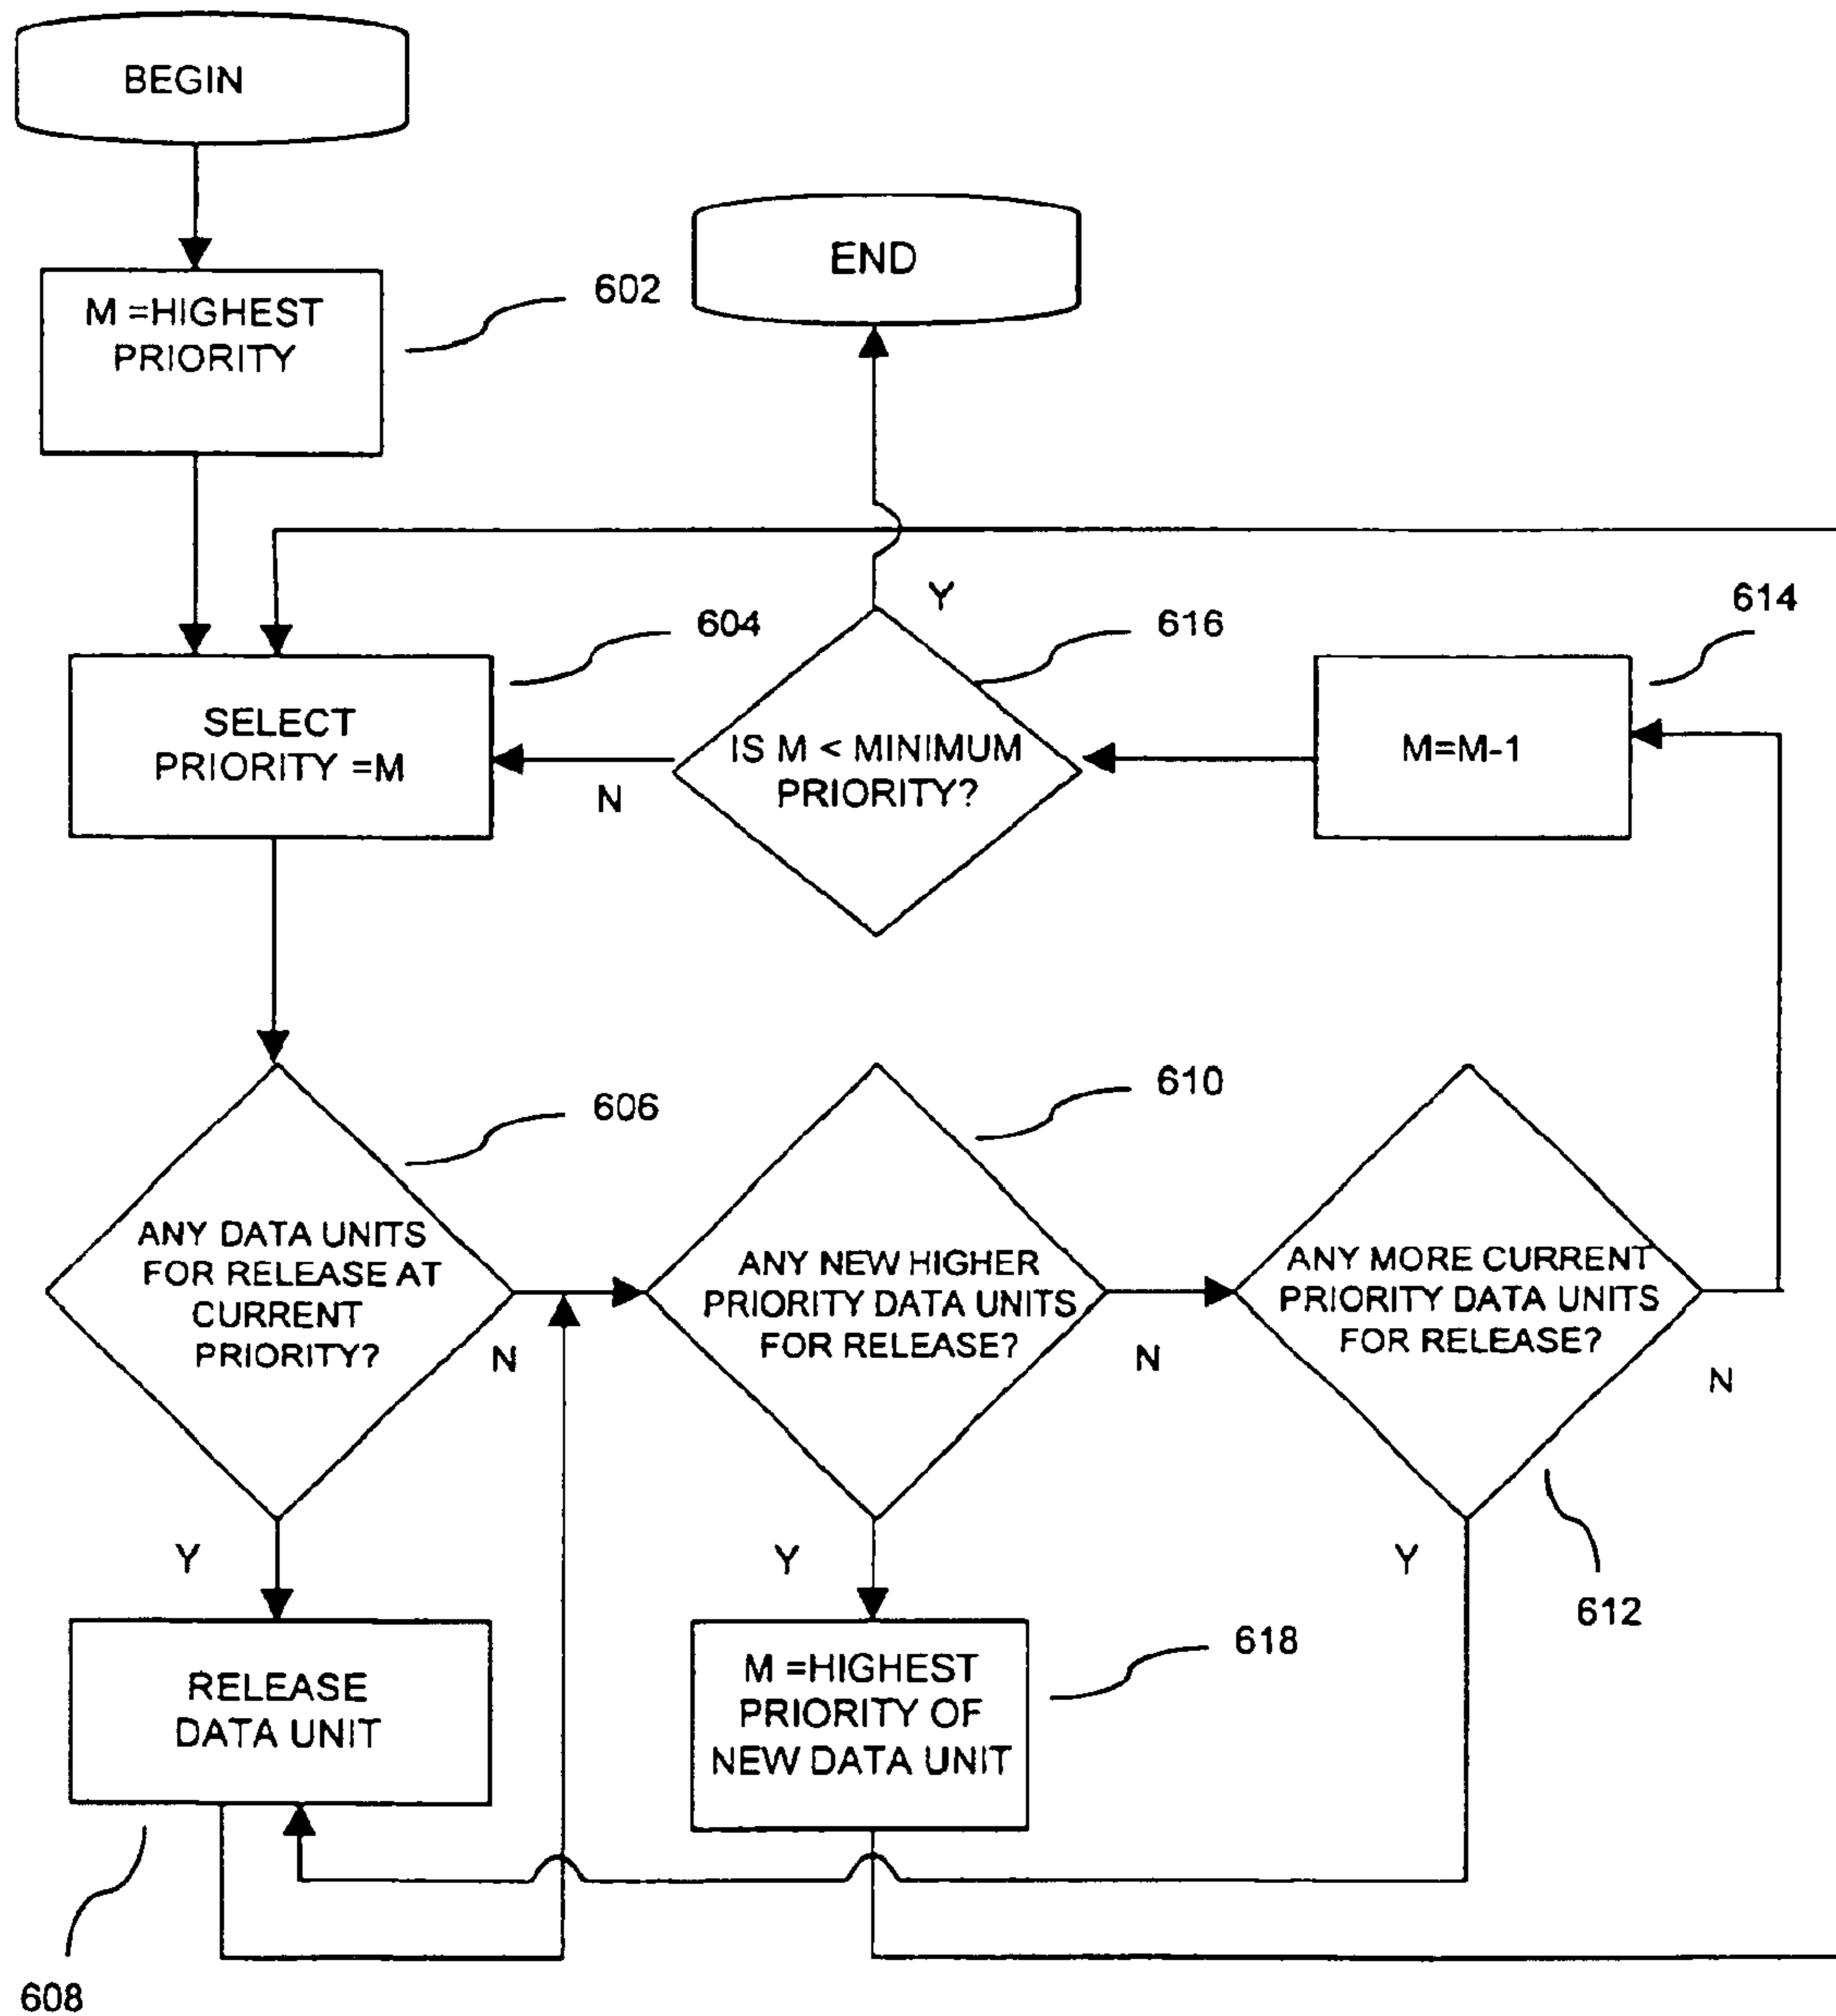 BEGIN
M =HIGHEST
PRIORITY
602
END
SELECT
PRIORITY =M
604
N
IS M < MINIMUM
PRIORITY?
Y
616
M=M-1
614
ANY DATA UNITS
FOR RELEASE AT
CURRENT
PRIORITY?
606
N
Y
ANY NEW HIGHER
PRIORITY DATA UNITS
FOR RELEASE?
610
N
Y
ANY MORE CURRENT
PRIORITY DATA UNITS
FOR RELEASE?
N
Y
612
RELEASE
DATA UNIT
608
M =HIGHEST
PRIORITY OF
NEW DATA UNIT
618